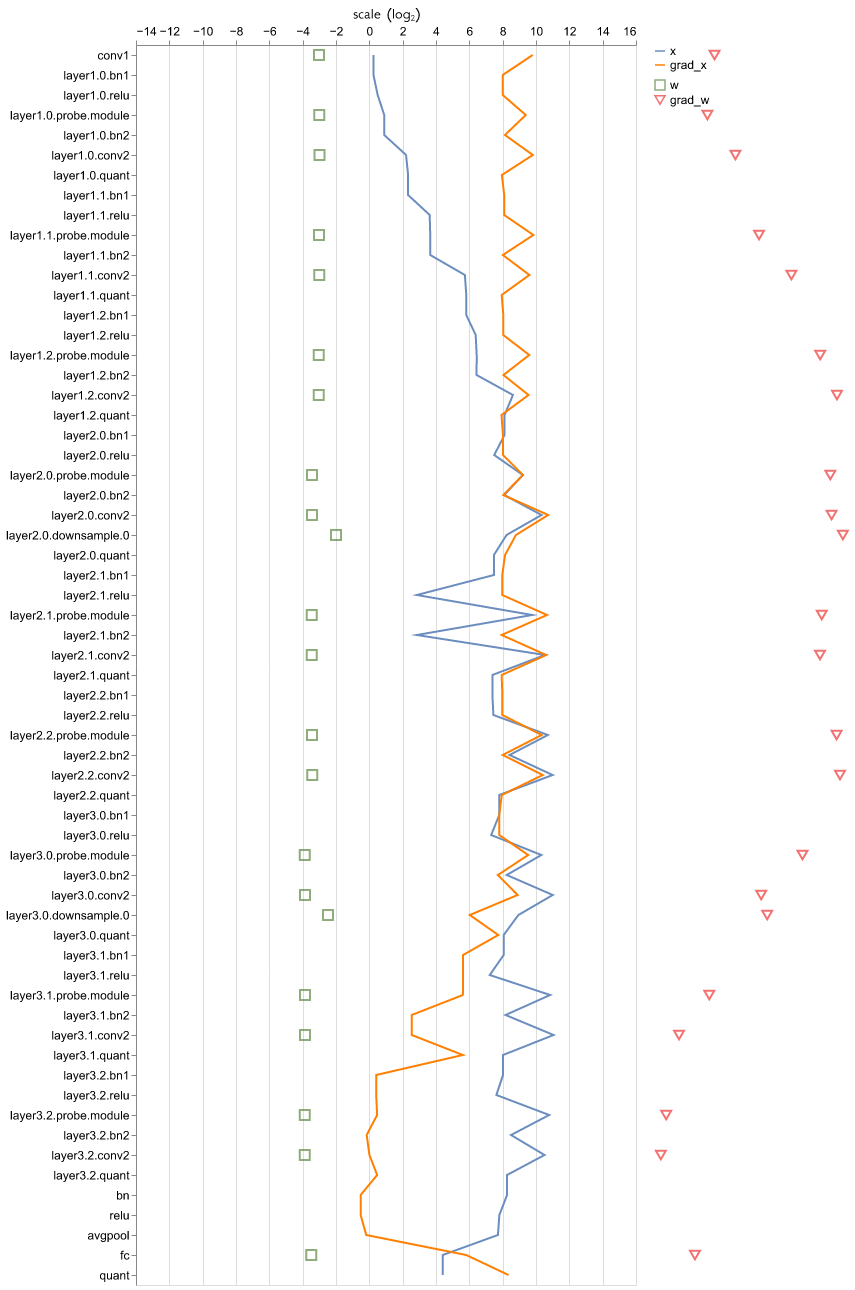 scale (log₂)
−14 −12 −10 −8 −6 −4 −2 0 2 4 6 8 10 12 14 16
x
grad_x
w
grad_w
conv1
layer1.0.bn1
layer1.0.relu
layer1.0.probe.module
layer1.0.bn2
layer1.0.conv2
layer1.0.quant
layer1.1.bn1
layer1.1.relu
layer1.1.probe.module
layer1.1.bn2
layer1.1.conv2
layer1.1.quant
layer1.2.bn1
layer1.2.relu
layer1.2.probe.module
layer1.2.bn2
layer1.2.conv2
layer1.2.quant
layer2.0.bn1
layer2.0.relu
layer2.0.probe.module
layer2.0.bn2
layer2.0.conv2
layer2.0.downsample.0
layer2.0.quant
layer2.1.bn1
layer2.1.relu
layer2.1.probe.module
layer2.1.bn2
layer2.1.conv2
layer2.1.quant
layer2.2.bn1
layer2.2.relu
layer2.2.probe.module
layer2.2.bn2
layer2.2.conv2
layer2.2.quant
layer3.0.bn1
layer3.0.relu
layer3.0.probe.module
layer3.0.bn2
layer3.0.conv2
layer3.0.downsample.0
layer3.0.quant
layer3.1.bn1
layer3.1.relu
layer3.1.probe.module
layer3.1.bn2
layer3.1.conv2
layer3.1.quant
layer3.2.bn1
layer3.2.relu
layer3.2.probe.module
layer3.2.bn2
layer3.2.conv2
layer3.2.quant
bn
relu
avgpool
fc
quant